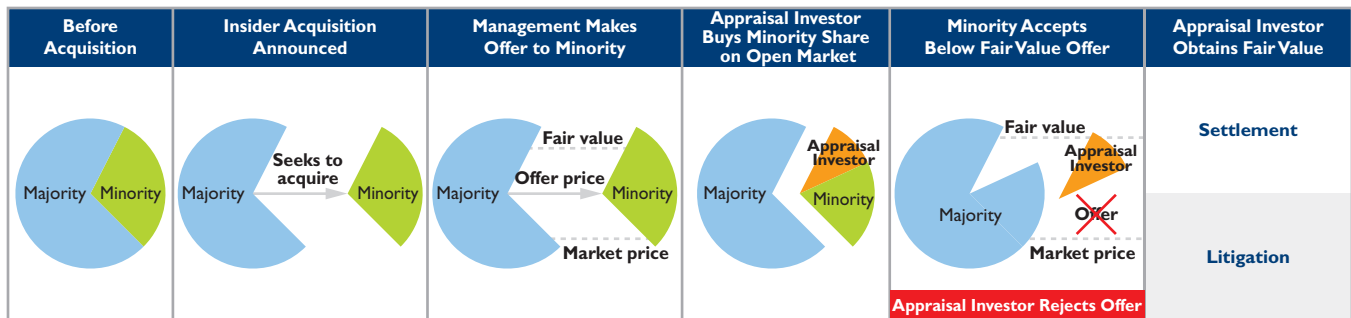 Before
Acquisition
Insider Acquisition
Announced
Management Makes
Offer to Minority
Appraisal Investor
Buys Minority Share
on Open Market
Minority Accepts
Below Fair Value Offer
Appraisal Investor
Obtains Fair Value
Majority
Minority
Majority
Seeks to
acquire
Minority
Fair value
Majority
Offer price
Minority
Market price
Appraisal
Investor
Majority
Minority
Fair value
Appraisal
Investor
Majority
Offer
Market price
Appraisal Investor Rejects Offer
Settlement
Litigation